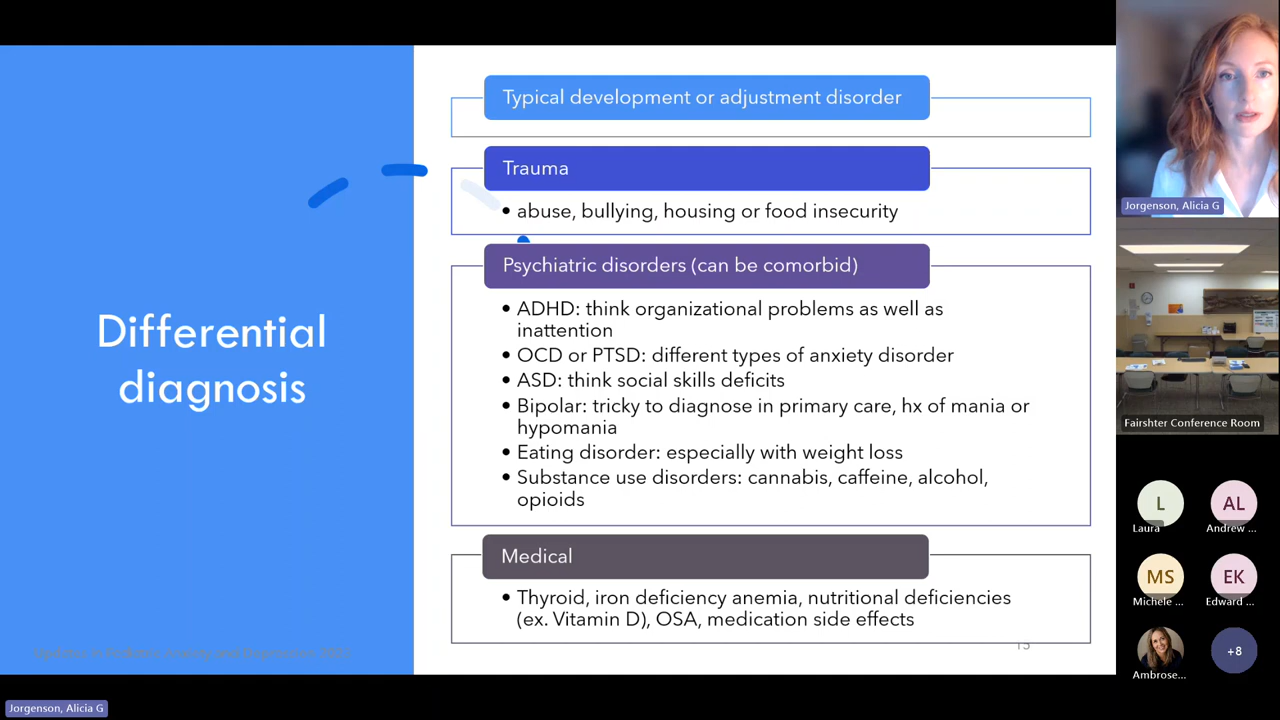 Differential
diagnosis
Typical development or adjustment disorder
Trauma
• abuse, bullying, housing or food insecurity
Psychiatric disorders (can be comorbid)
• ADHD: think organizational problems as well as
inattention
• OCD or PTSD: different types of anxiety disorder
• ASD: think social skills deficits
• Bipolar: tricky to diagnose in primary care, hx of mania or
hypomania
• Eating disorder: especially with weight loss
• Substance use disorders: cannabis, caffeine, alcohol,
opioids
Medical
• Thyroid, iron deficiency anemia, nutritional deficiencies
(ex. Vitamin D), OSA, medication side effects
15
Jorgenson, Alicia G
Fairshter Conference Room
L
Laura
AL
Andrew ...
MS
Michele ...
EK
Edward ...
Ambrose...
+8
Jorgenson, Alicia G